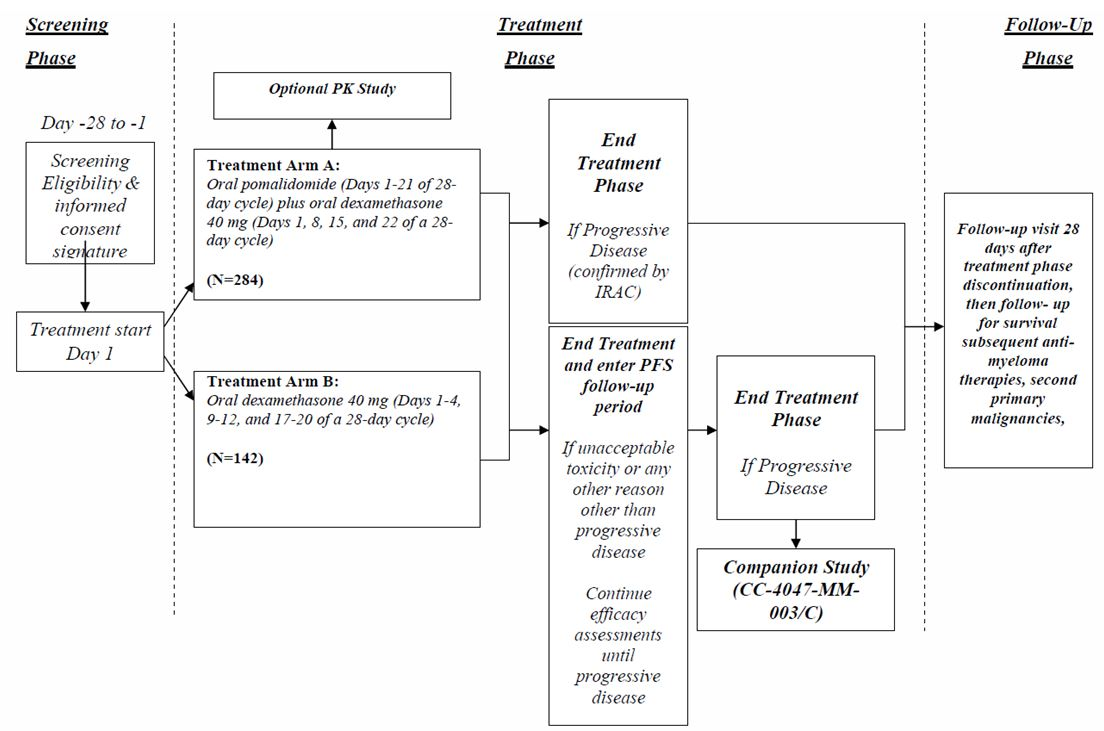 Screening
Phase
Treatment
Phase
Follow-Up
Phase
Day -28 to -1
Screening
Eligibility &
informed
consent
signature
Treatment start
Day 1
Optional PK Study
Treatment Arm A:
Oral pomalidomide (Days 1-21 of 28-
day cycle) plus oral dexamethasone
40 mg (Days 1, 8, 15, and 22 of a 28-
day cycle)
(N=284)
Treatment Arm B:
Oral dexamethasone 40 mg (Days 1-4,
9-12, and 17-20 of a 28-day cycle)
(N=142)
End
Treatment
Phase
If Progressive
Disease
(confirmed by
IRAC)
End Treatment
and enter PFS
follow-up
period
If unacceptable
toxicity or any
other reason
other than
progressive
disease
Continue
efficacy
assessments
until
progressive
disease
End Treatment
Phase
If Progressive
Disease
Companion Study
(CC-4047-MM-
003/C)
Follow-up visit 28
days after
treatment phase
discontinuation,
then follow- up
for survival
subsequent anti-
myeloma
therapies, second
primary
malignancies,